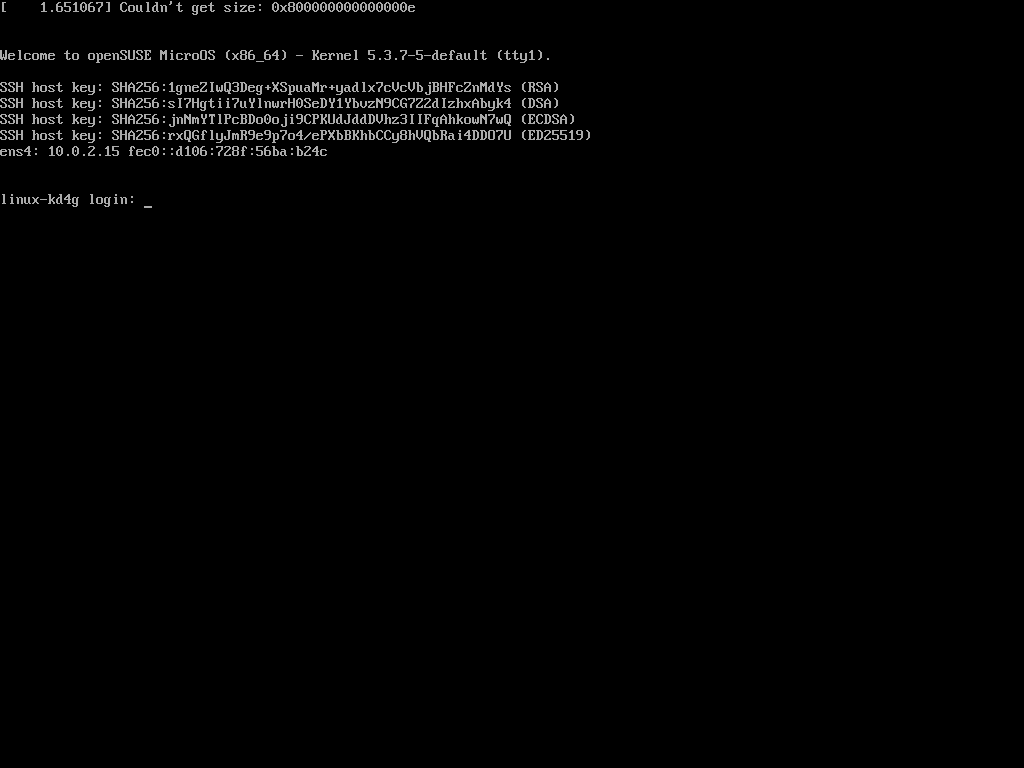 [    1.651067] Couldn't get size: 0x800000000000000e
Welcome to openSUSE MicroOS (x86_64) - Kernel 5.3.7-5-default (tty1).
SSH host key: SHA256:1gneZIwQ3Deg+XSpuaMr+yadlx7cVcVbjBHFcZnMdYs (RSA)
SSH host key: SHA256:sI7Hgtii7uYlnwrH0SeDY1YbvzN9CG7Z2dIzhxAbyk4 (DSA)
SSH host key: SHA256:jnNmYTlPcBDo0oji9CPKUdJddDVhz3IIFqAhkowN7wQ (ECDSA)
SSH host key: SHA256:rxQGflyJmR9e9p7o4/ePXbBKhbCCy8hVQbRai4DDO7U (ED25519)
ens4: 10.0.2.15 fec0::d106:728f:56ba:b24c
linux-kd4g login: _